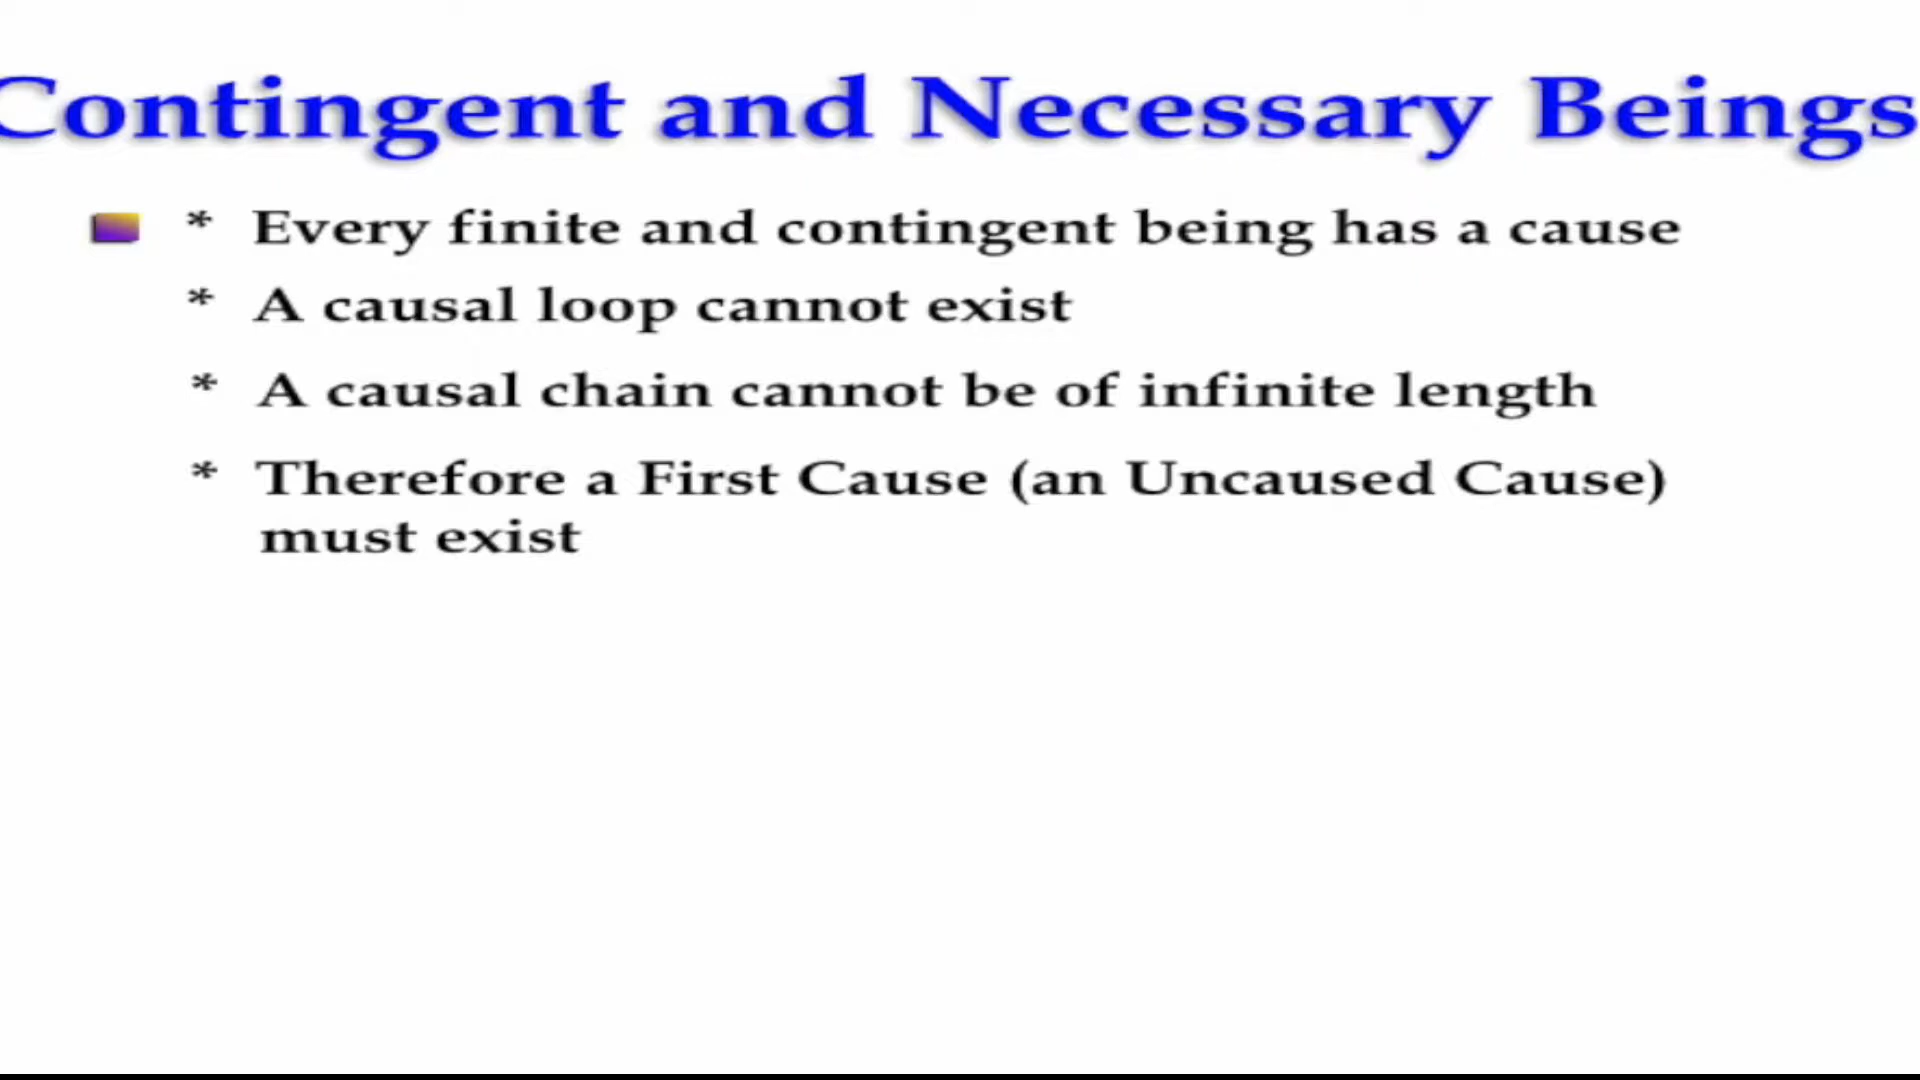 Contingent and Necessary Beings
* Every finite and contingent being has a cause
* A causal loop cannot exist
* A causal chain cannot be of infinite length
* Therefore a First Cause (an Uncaused Cause)
must exist